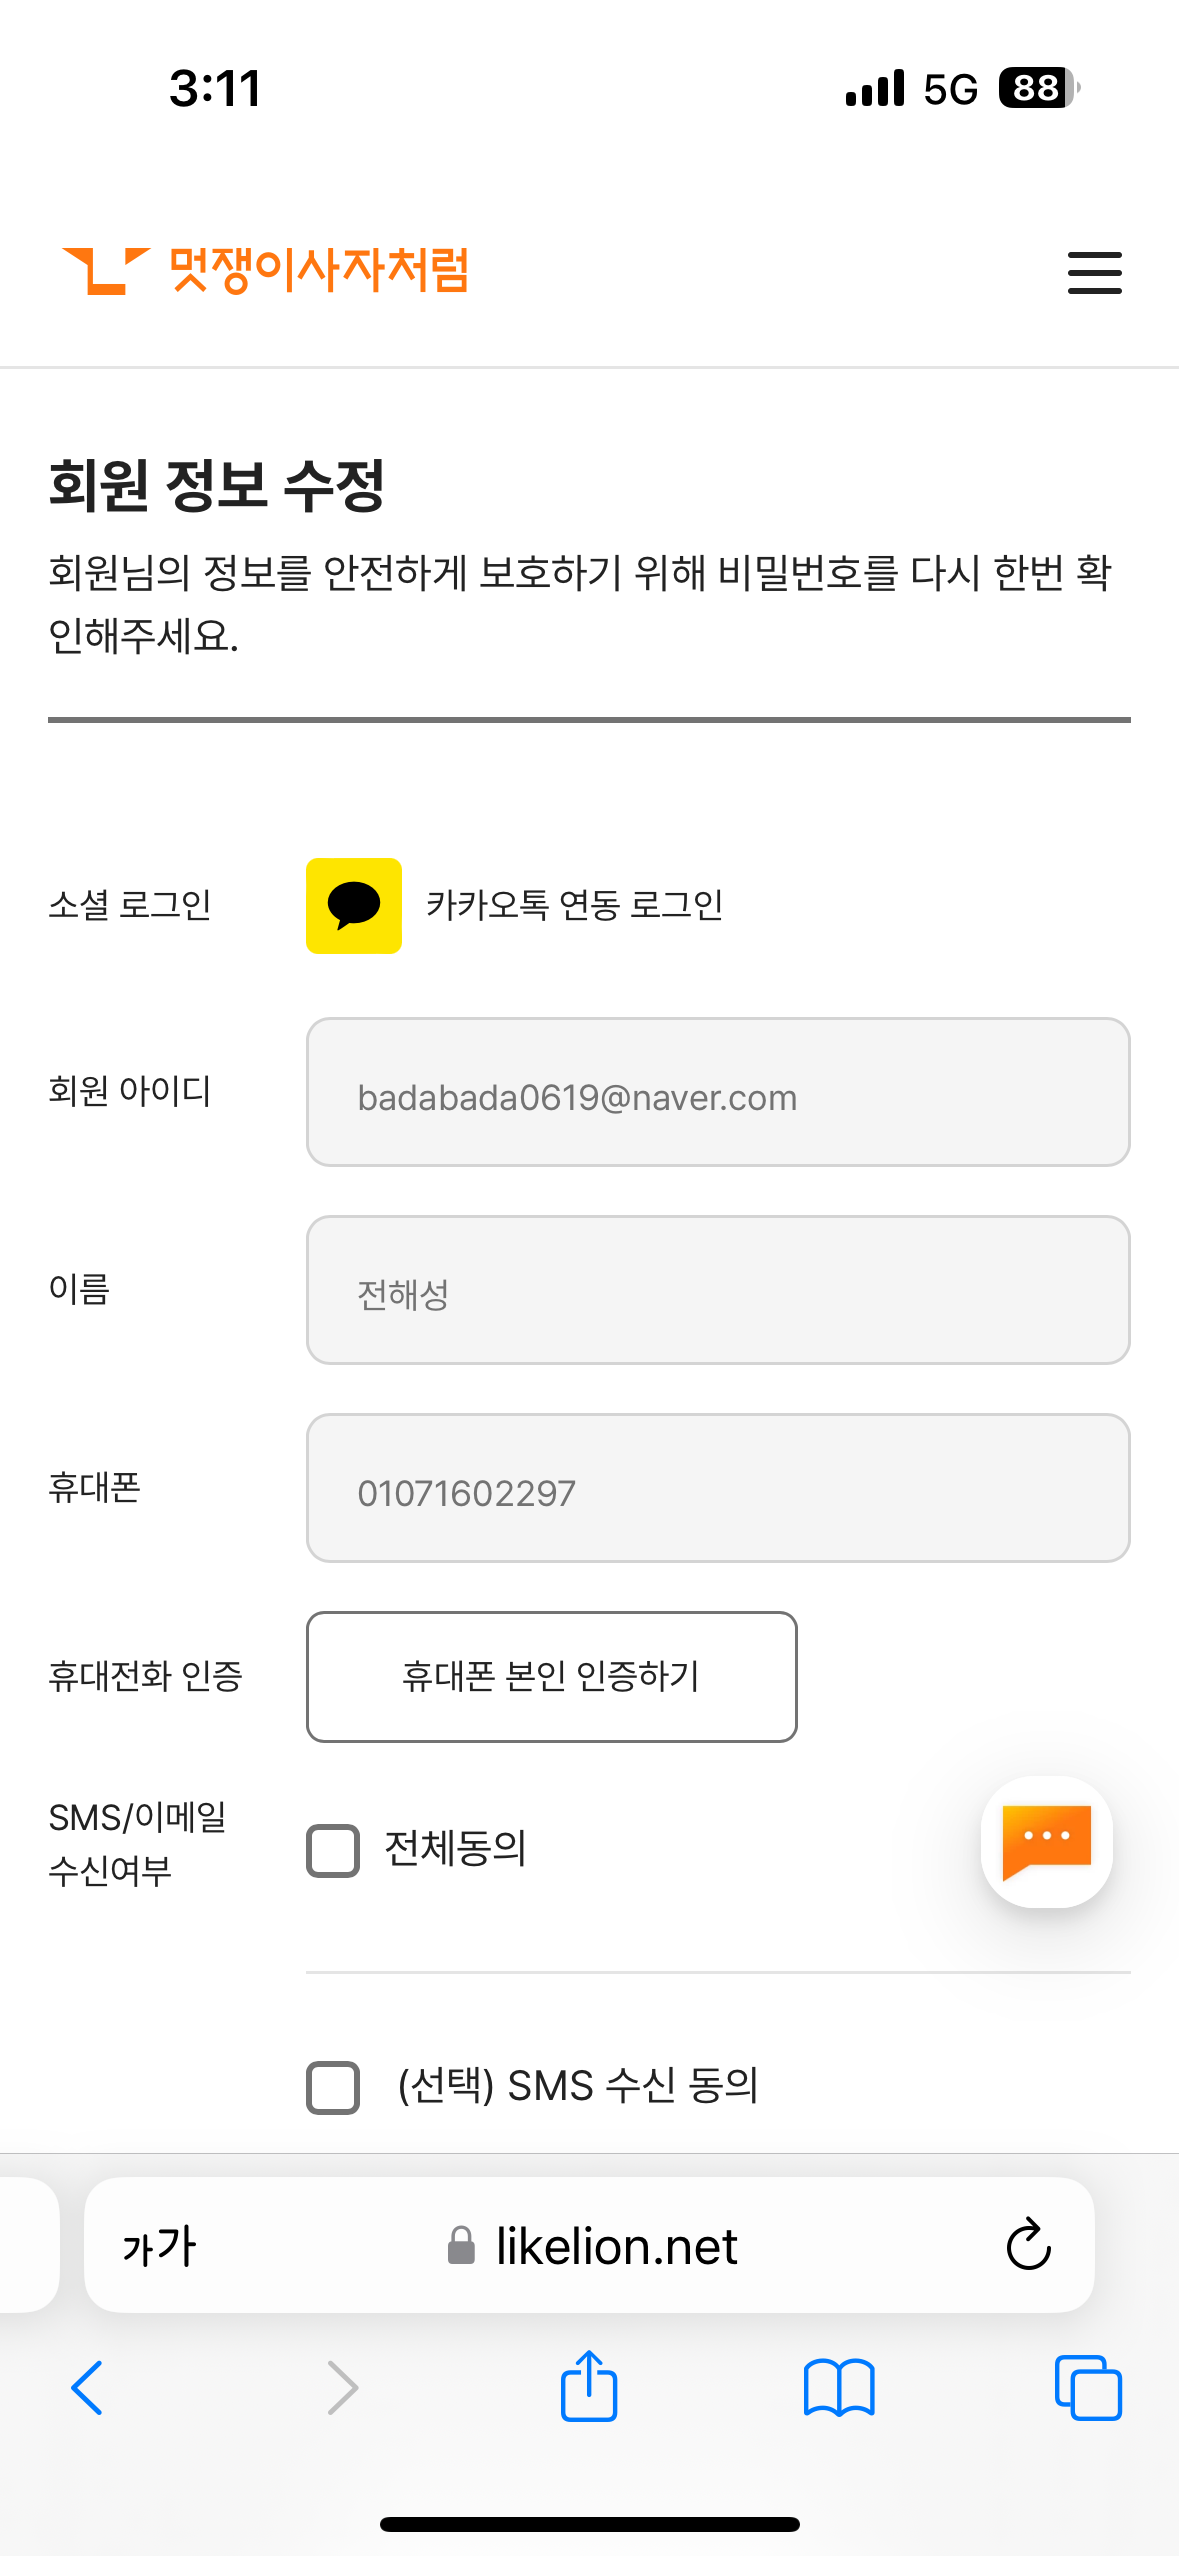 3:11
5G
88
멋쟁이사자처럼
회원 정보 수정
회원님의 정보를 안전하게 보호하기 위해 비밀번호를 다시 한번 확
인해주세요.
소셜 로그인
카카오톡 연동 로그인
회원 아이디
badabada0619@naver.com
이름
전해성
휴대폰
01071602297
휴대전화 인증
휴대폰 본인 인증하기
SMS/이메일
수신여부
전체동의
(선택) SMS 수신 동의
가가
likelion.net